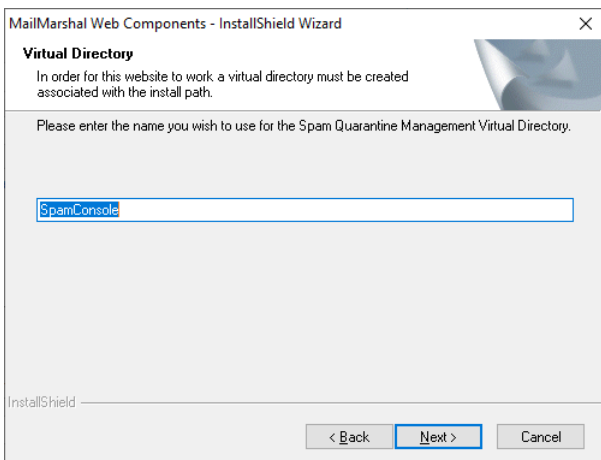 MailMarshal Web Components - InstallShield Wizard
Virtual Directory
In order for this website to work a virtual directory must be created
associated with the install path.
Please enter the name you wish to use for the Spam Quarantine Management Virtual Directory.
SpamConsole
InstallShield
< Back
Next >
Cancel